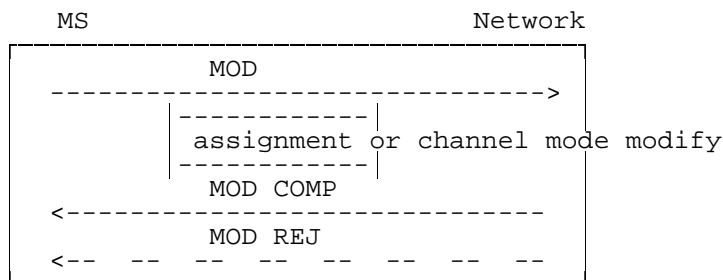 MS Network
MOD
assignment or channel mode modify
MOD COMP
MOD REJ